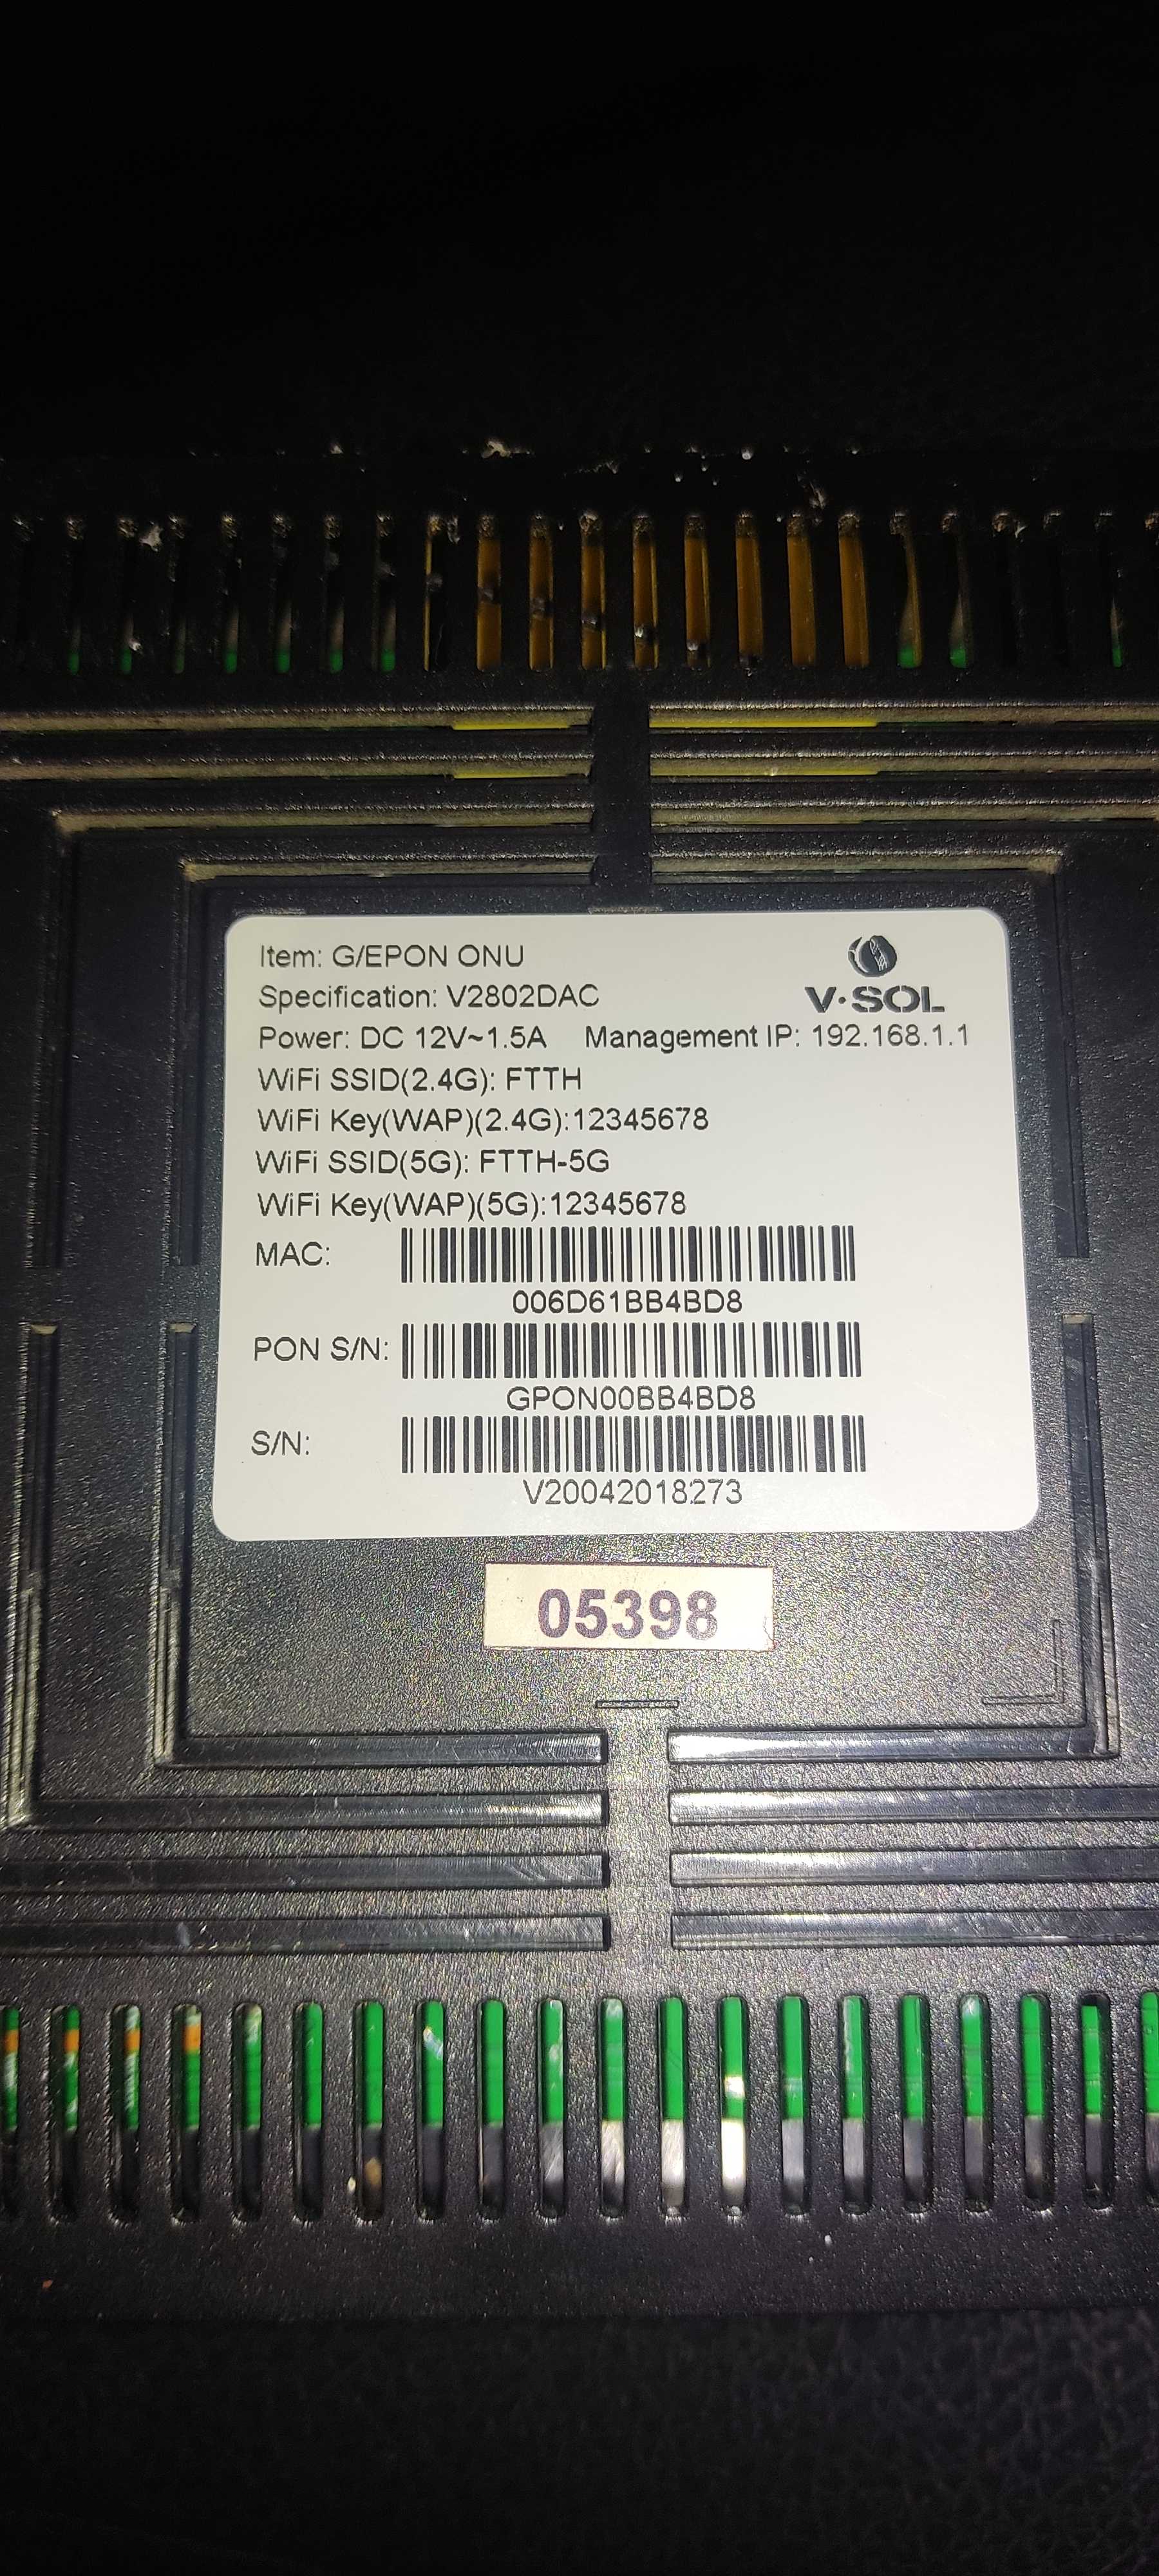 Item: G/EPON ONU
V·SOL
Specification: V2802DAC
Power: DC 12V~1.5A Management IP: 192.168.1.1
WiFi SSID(2.4G): FTTH
WiFi Key(WAP)(2.4G):12345678
WiFi SSID(5G): FTTH-5G
WiFi Key(WAP)(5G):12345678
MAC:
006D61BB4BD8
PON S/N:
GPON00BB4BD8
S/N:
V20042018273
05398